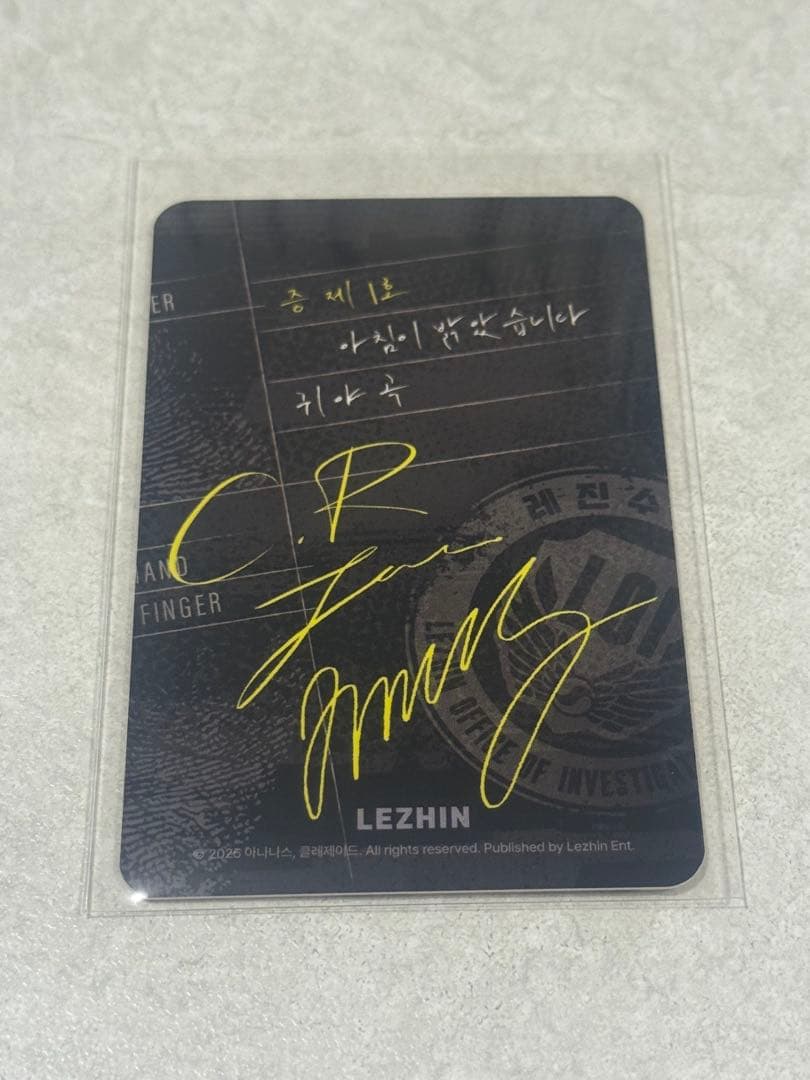 ER
증 제 1호
아침이 밝았습니다
귀야곡
C.R
레진수
HAND
FINGER
OFFICE OF INVESTIGAT
LEZHIN
© 2025 아나나스, 클레제이드. All rights reserved. Published by Lezhin Ent.